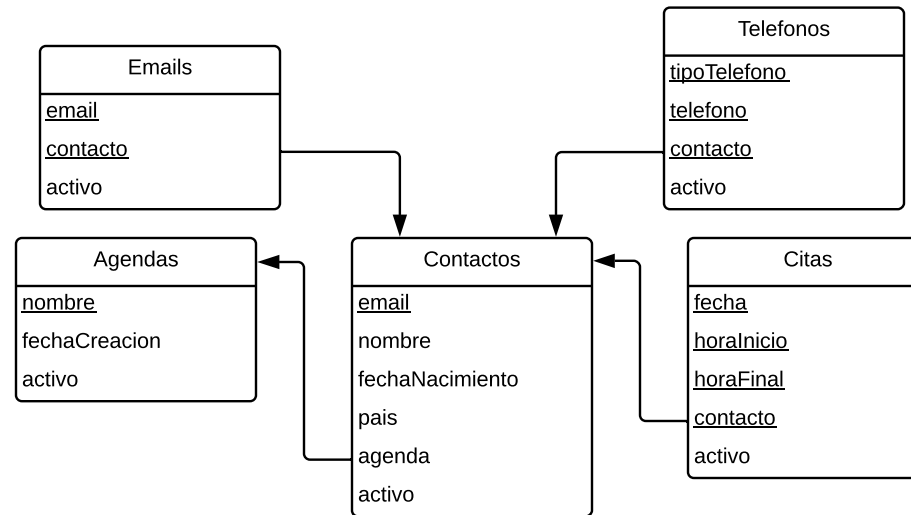 Emails
email
contacto
activo
Telefonos
tipoTelefono
telefono
contacto
activo
Agendas
nombre
fechaCreacion
activo
Contactos
email
nombre
fechaNacimiento
pais
agenda
activo
Citas
fecha
horaInicio
horaFinal
contacto
activo